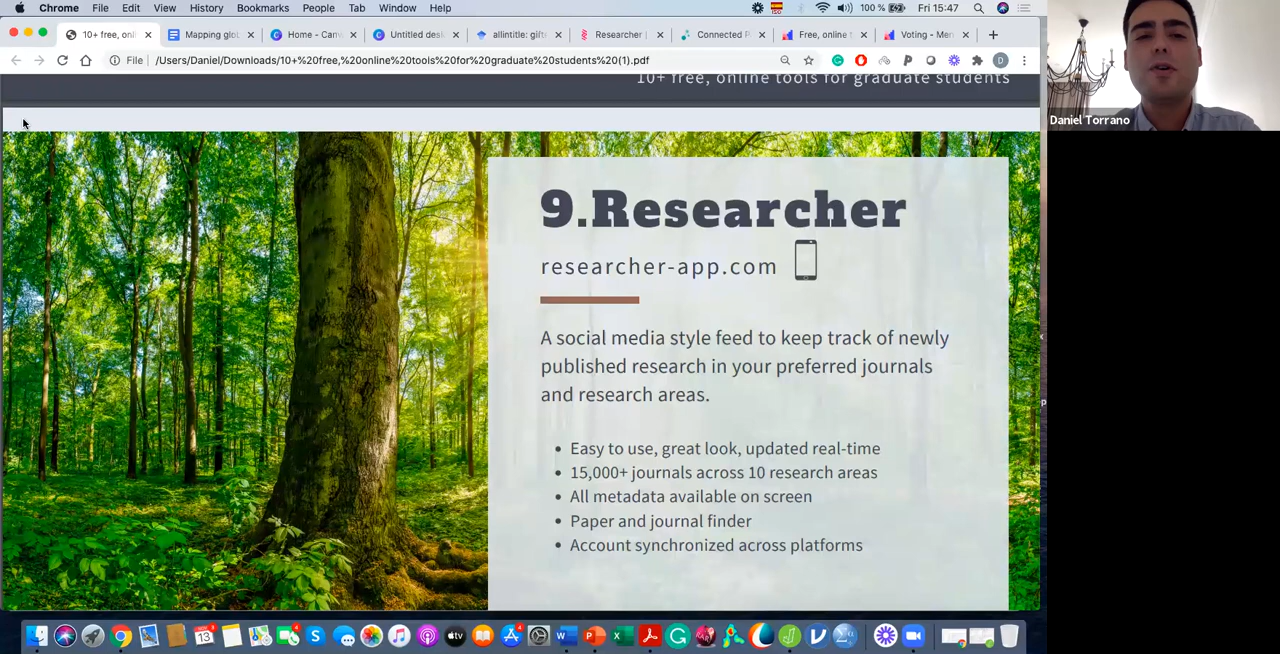 Chrome File Edit View History Bookmarks People Tab Window Help 100 % Fri 15:47
10+ free, onli Mapping glob Home - Canv Untitled desi allintitle: gifte Researcher | Connected P Free, online t Voting - Men
File | /Users/Daniel/Downloads/10+%20free,%20online%20tools%20for%20graduate%20students%20(1).pdf
10+ free, online tools for graduate students
Daniel Torrano
9.Researcher
researcher-app.com
A social media style feed to keep track of newly
published research in your preferred journals
and research areas.
• Easy to use, great look, updated real-time
• 15,000+ journals across 10 research areas
• All metadata available on screen
• Paper and journal finder
• Account synchronized across platforms